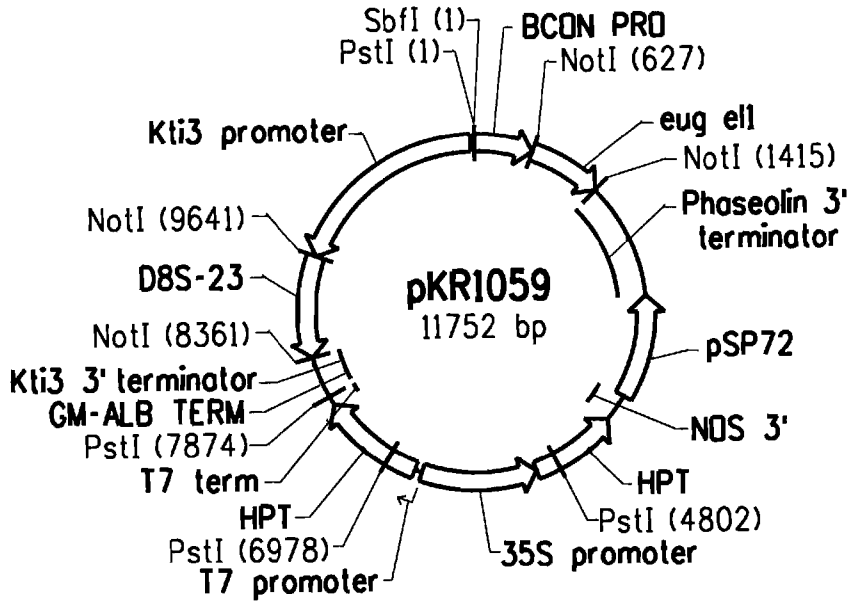 SbfI (1)
PstI (1)
BCON PRO
NotI (627)
Kti3 promoter
eug el1
NotI (1415)
Phaseolin 3'
terminator
NotI (9641)
D8S-23
pKR1059
11752 bp
NotI (8361)
pSP72
Kti3 3' terminator
GM-ALB TERM
PstI (7874)
NOS 3'
T7 term
HPT
HPT
PstI (4802)
PstI (6978)
35S promoter
T7 promoter